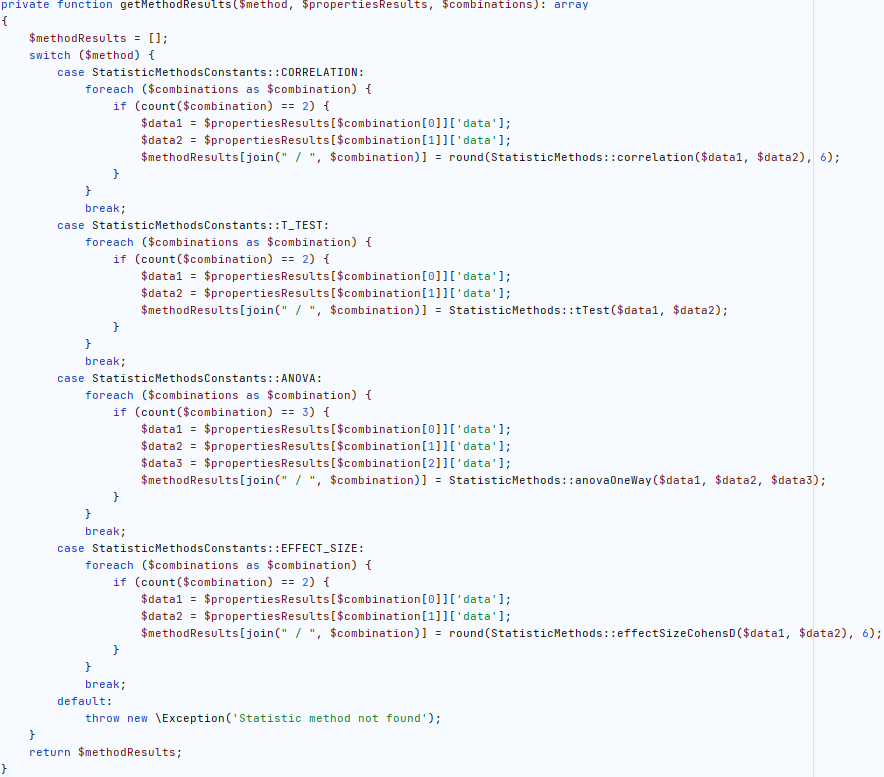 private function getMethodResults($method, $propertiesResults, $combinations): array
{
    $methodResults = [];
    switch ($method) {
        case StatisticMethodsConstants::CORRELATION:
            foreach ($combinations as $combination) {
                if (count($combination) == 2) {
                    $data1 = $propertiesResults[$combination[0]]['data'];
                    $data2 = $propertiesResults[$combination[1]]['data'];
                    $methodResults[join(" / ", $combination)] = round(StatisticMethods::correlation($data1, $data2), 6);
                }
            }
            break;
        case StatisticMethodsConstants::T_TEST:
            foreach ($combinations as $combination) {
                if (count($combination) == 2) {
                    $data1 = $propertiesResults[$combination[0]]['data'];
                    $data2 = $propertiesResults[$combination[1]]['data'];
                    $methodResults[join(" / ", $combination)] = StatisticMethods::tTest($data1, $data2);
                }
            }
            break;
        case StatisticMethodsConstants::ANOVA:
            foreach ($combinations as $combination) {
                if (count($combination) == 3) {
                    $data1 = $propertiesResults[$combination[0]]['data'];
                    $data2 = $propertiesResults[$combination[1]]['data'];
                    $data3 = $propertiesResults[$combination[2]]['data'];
                    $methodResults[join(" / ", $combination)] = StatisticMethods::anovaOneWay($data1, $data2, $data3);
                }
            }
            break;
        case StatisticMethodsConstants::EFFECT_SIZE:
            foreach ($combinations as $combination) {
                if (count($combination) == 2) {
                    $data1 = $propertiesResults[$combination[0]]['data'];
                    $data2 = $propertiesResults[$combination[1]]['data'];
                    $methodResults[join(" / ", $combination)] = round(StatisticMethods::effectSizeCohensD($data1, $data2), 6);
                }
            }
            break;
        default:
            throw new \Exception('Statistic method not found');
    }
    return $methodResults;
}